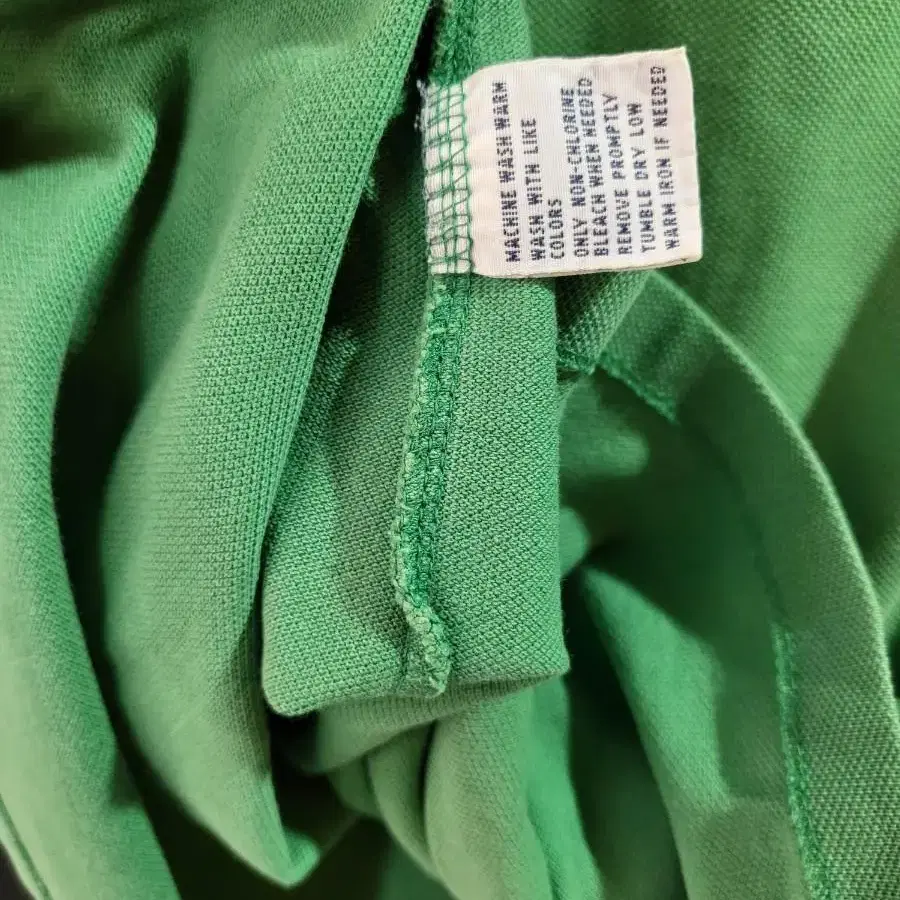 MACHINE WASH WARM
WASH WITH LIKE
COLORS
ONLY NON-CHLORINE
BLEACH WHEN NEEDED
REMOVE PROMPTLY
TUMBLE DRY LOW
WARM IRON IF NEEDED